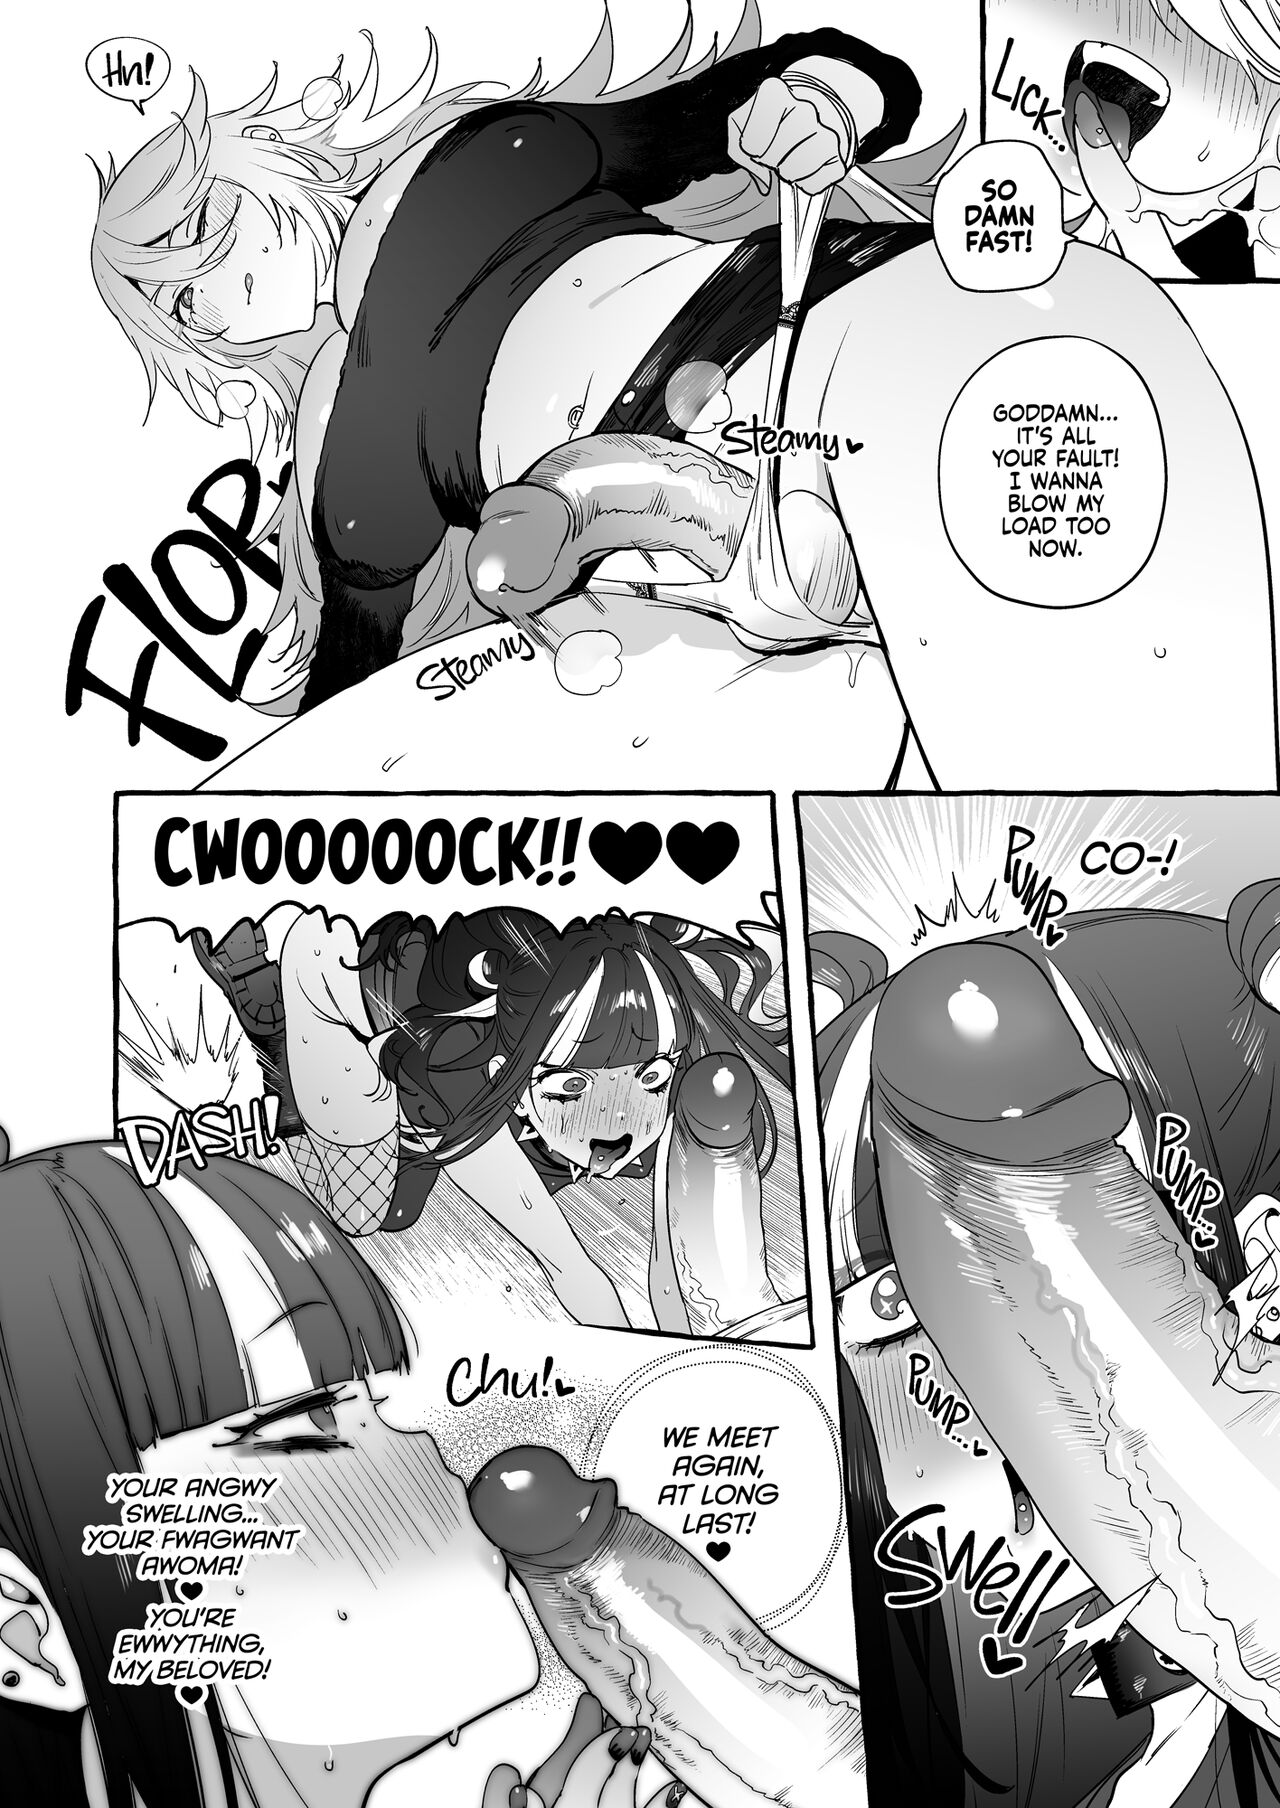 Hn!
LICK...
SO
DAMN
FAST!
GODDAMN...
IT'S ALL
YOUR FAULT!
I WANNA
BLOW MY
LOAD TOO
NOW.
Steamy♥
Steamy
FLOP
CWOOOOOCK!!♥♥
DASH!
CO-!
PUMP...♥
PUMP...♥
PUMP...♥
Swell
♥
Chu!♥
WE MEET
AGAIN,
AT LONG
LAST!
♥
YOUR ANGWY
SWELLING...
YOUR FWAGWANT
AWOMA!
♥
YOU'RE
EWWYTHING,
MY BELOVED!
♥